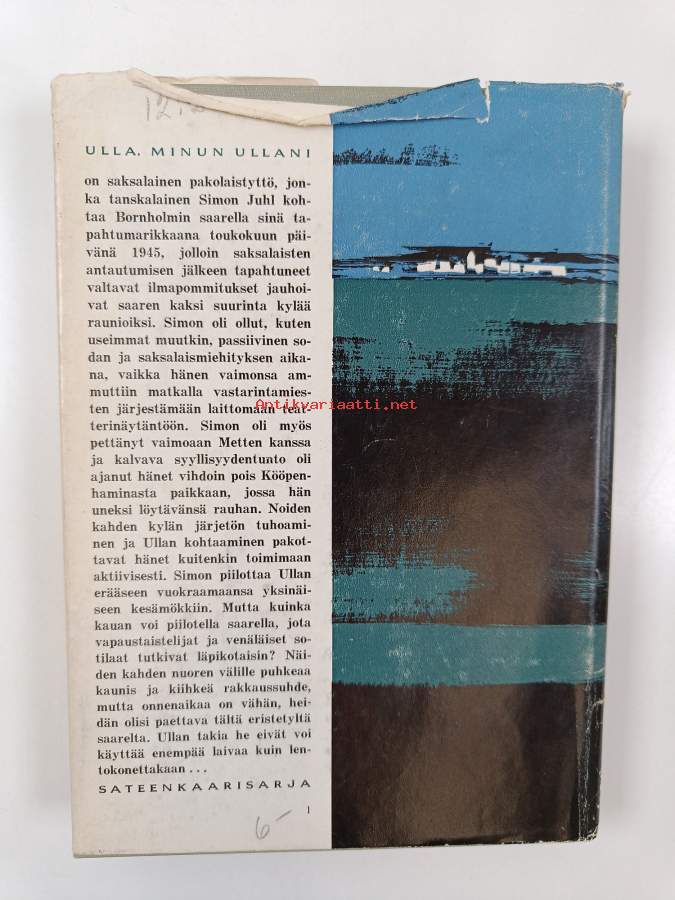 ULLA, MINUN ULLANI
on saksalainen pakolaistyttö, jon-
ka tanskalainen Simon Juhl koh-
taa Bornholmin saarella sinä ta-
pahtumarikkaana toukokuun päi-
vänä 1945, jolloin saksalaisten
antautumisen jälkeen tapahtuneet
valtavat ilmapommitukset jauhoi-
vat saaren kaksi suurinta kylää
raunioiksi. Simon oli ollut, kuten
useimmat muutkin, passiivinen so-
dan ja saksalaismiehityksen aika-
na, vaikka hänen vaimonsa am-
muttiin matkalla vastarintamies-
ten järjestämään laittomaan teat-
terinäytäntöön. Simon oli myös
pettänyt vaimoaan Metten kanssa
ja kalvava syyllisyydentunto oli
ajanut hänet vihdoin pois Kööpen-
haminasta paikkaan, jossa hän
uneksi löytävänsä rauhan. Noiden
kahden kylän järjetön tuhoami-
nen ja Ullan kohtaaminen pakot-
tavat hänet kuitenkin toimimaan
aktiivisesti. Simon piilottaa Ullan
erääseen vuokraamaansa yksinäi-
seen kesämökkiin. Mutta kuinka
kauan voi piilotella saarella, jota
vapaustaistelijat ja venäläiset so-
tilaat tutkivat läpikotaisin? Näi-
den kahden nuoren välille puhkeaa
kaunis ja kiihkeä rakkaussuhde,
mutta onnenaikaa on vähän, hei-
dän olisi paettava tältä eristetyltä
saarelta. Ullan takia he eivät voi
käyttää enempää laivaa kuin len-
tokonettakaan ...
SATEENKAARISARJA
1
6-
Antikvariaatti.net